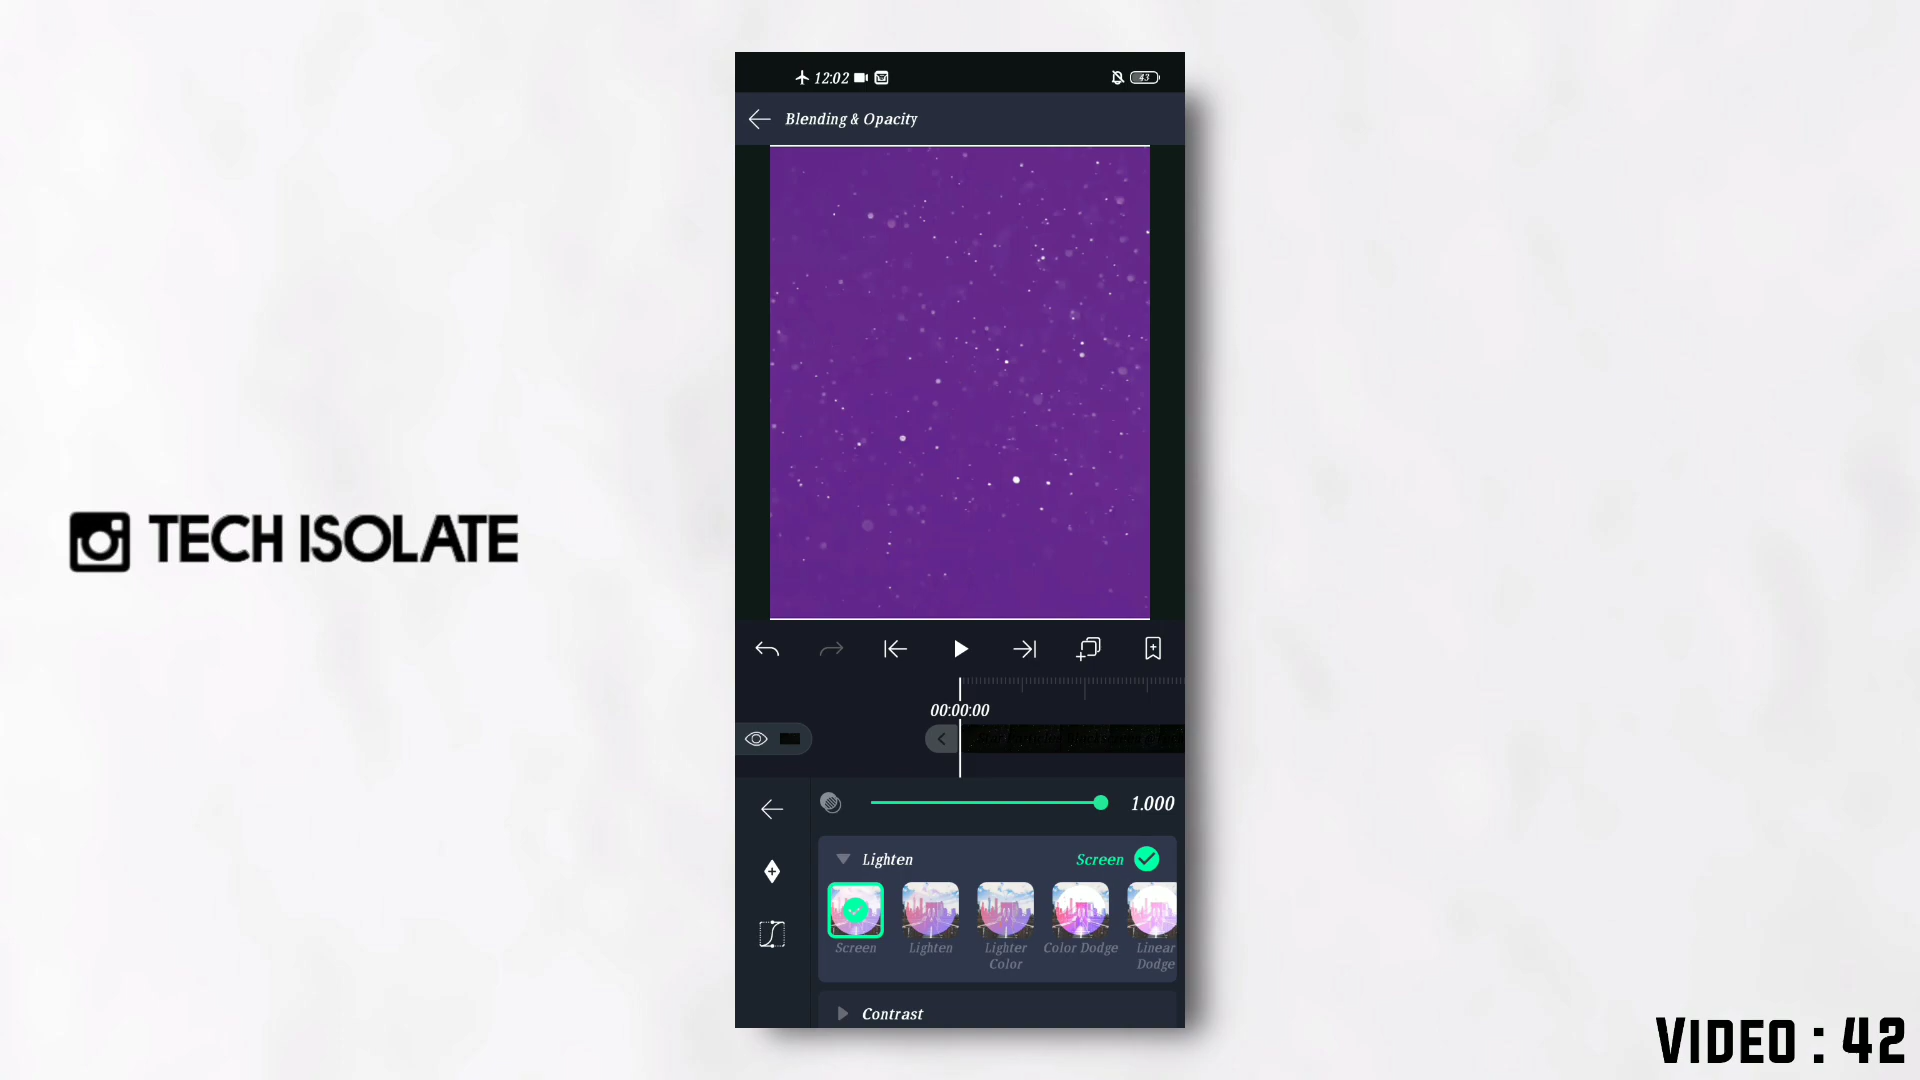 12:02
43
Blending & Opacity
TECH ISOLATE
00:00:00
1.000
Lighten
Screen
Screen
Lighten
Lighter Color
Color Dodge
Linear Dodge
Contrast
VIDEO : 42